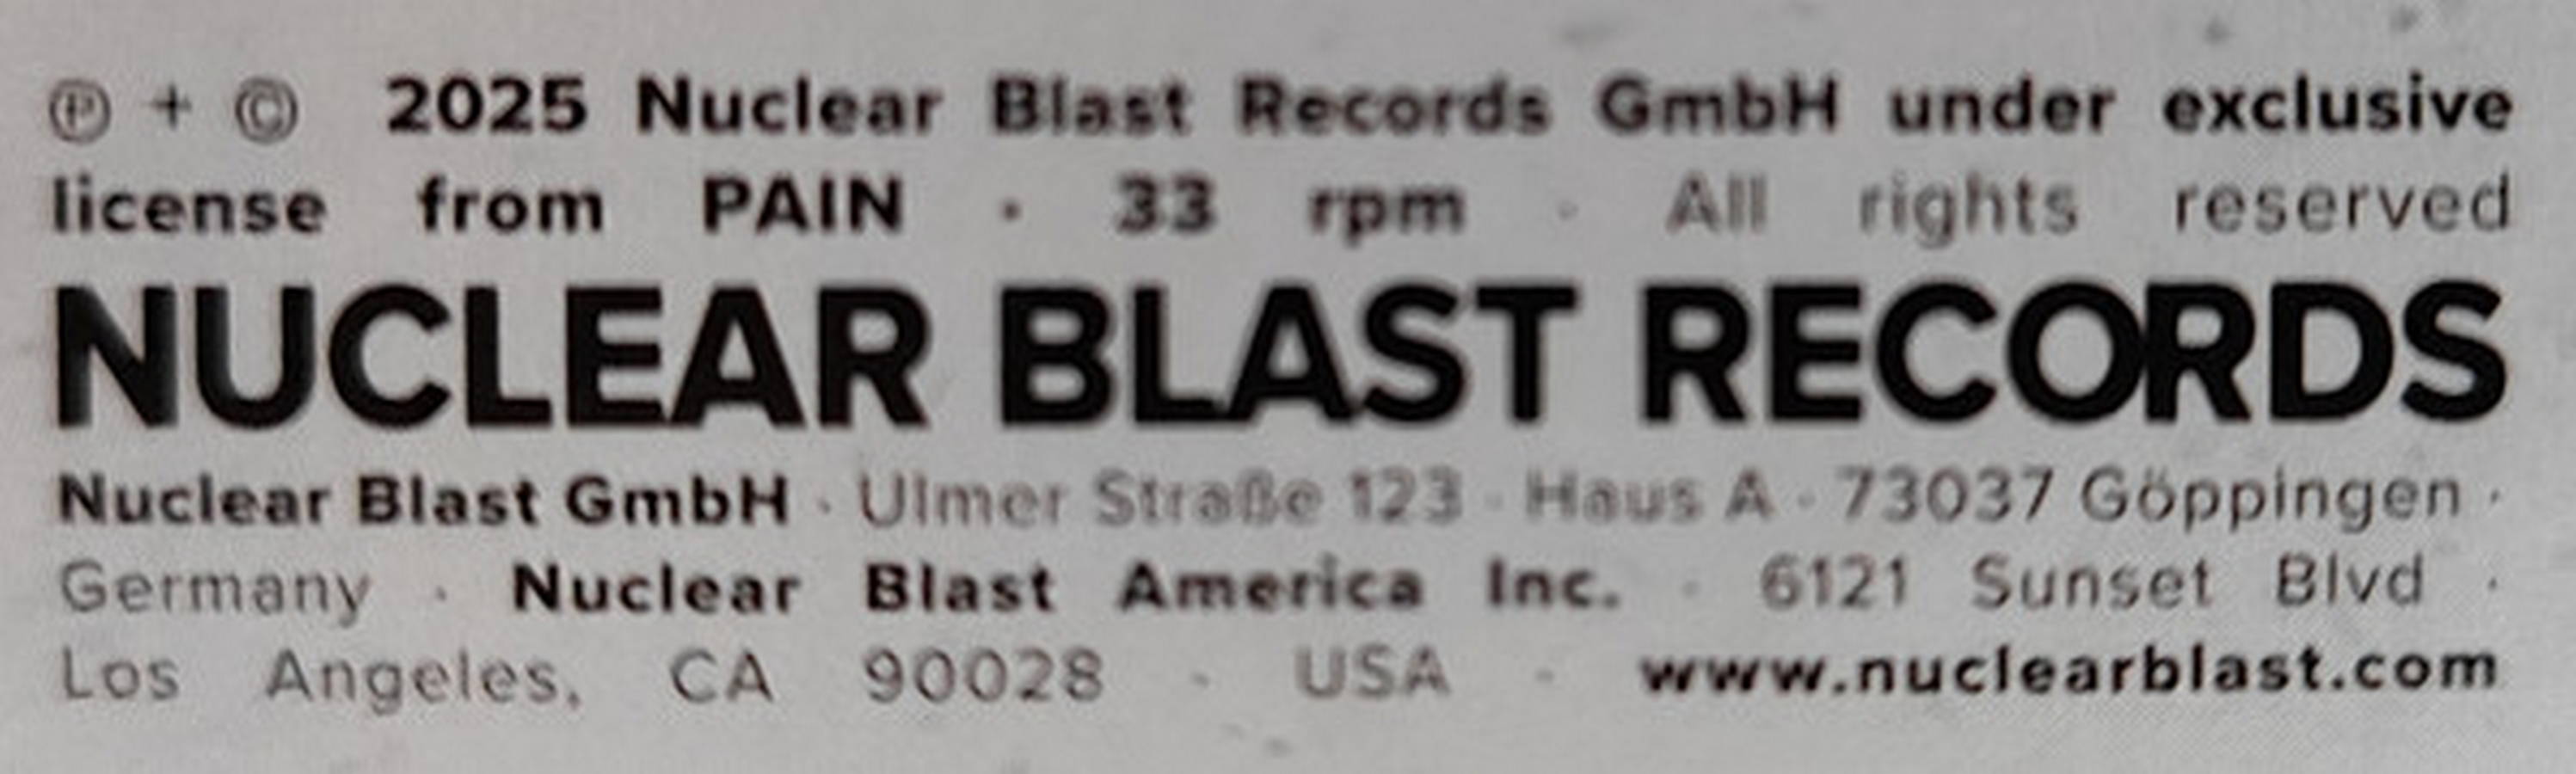 ℗ + © 2025 Nuclear Blast Records GmbH under exclusive
license from PAIN · 33 rpm · All rights reserved
NUCLEAR BLAST RECORDS
Nuclear Blast GmbH · Ulmer Straße 123 · Haus A · 73037 Göppingen ·
Germany · Nuclear Blast America Inc. · 6121 Sunset Blvd ·
Los Angeles, CA 90028 · USA · www.nuclearblast.com